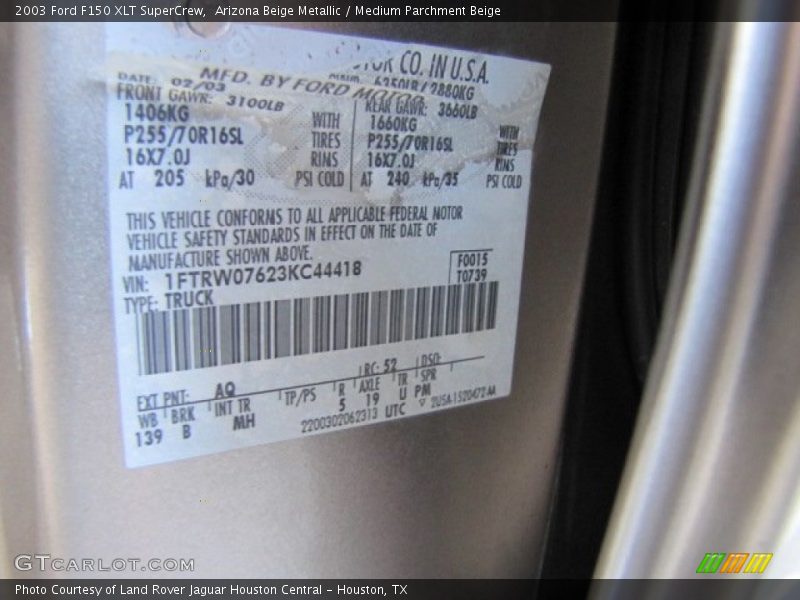 2003 Ford F150 XLT SuperCrew, Arizona Beige Metallic / Medium Parchment Beige
MFD. BY FORD MOTOR CO. IN U.S.A.
DATE: 02/03
6350LB/2880KG
FRONT GAWR: 3100LB
REAR GAWR: 3660LB
1406KG WITH
1660KG WITH
P255/70R16SL TIRES
P255/70R16SL TIRES
16X7.0J RIMS
16X7.0J RIMS
AT 205 kPa/30 PSI COLD
AT 240 kPa/35 PSI COLD
THIS VEHICLE CONFORMS TO ALL APPLICABLE FEDERAL MOTOR
VEHICLE SAFETY STANDARDS IN EFFECT ON THE DATE OF
MANUFACTURE SHOWN ABOVE.
VIN: 1FTRW07623KC44418
F0015
TYPE: TRUCK
T0739
EXT PNT: AQ RC: 52 DSO:
WB BRK INT TR TP/PS R AXLE TR SPR
139 B MH 5 19 U PM
2200302062313 UTC
GTCARLOT.COM
Photo Courtesy of Land Rover Jaguar Houston Central - Houston, TX